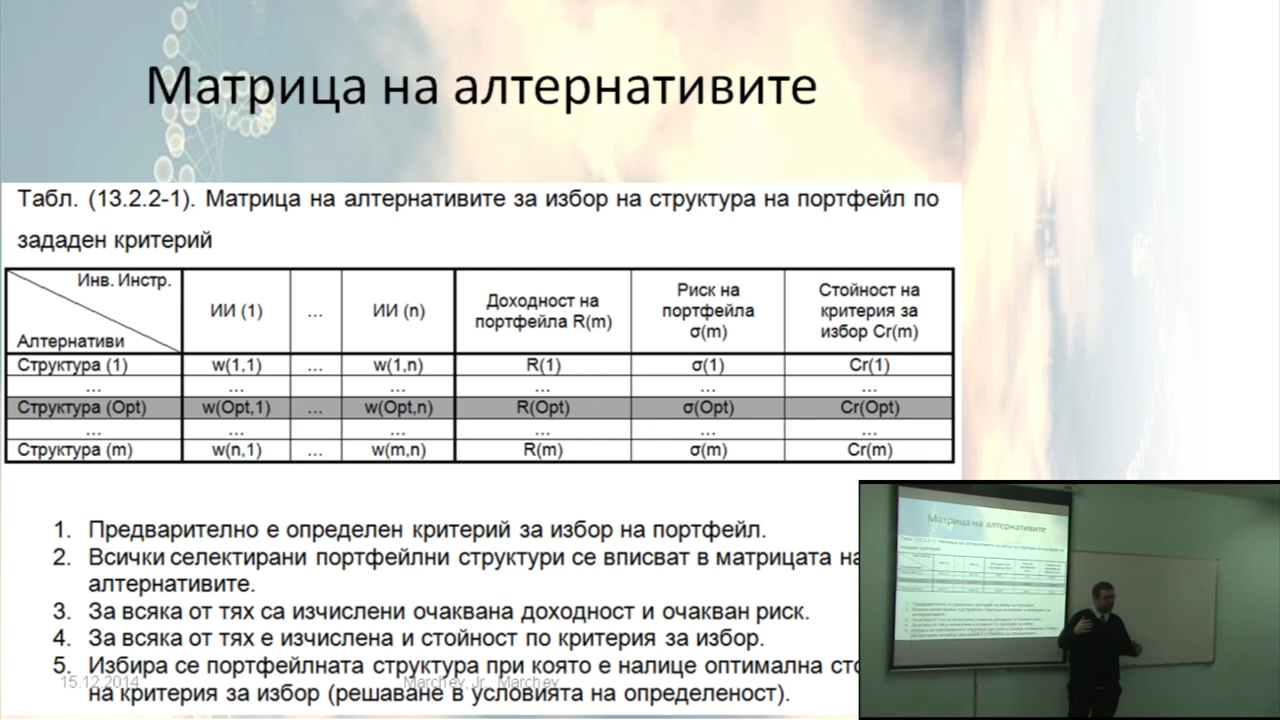 Матрица на алтернативите
Табл. (13.2.2-1). Матрица на алтернативите за избор на структура на портфейл по
зададен критерий
Инв. Инстр.
Алтернативи
ИИ (1) ... ИИ (n) Доходност на портфейла R(m) Риск на портфейла σ(m) Стойност на критерия за избор Cr(m)
Структура (1) w(1,1) ... w(1,n) R(1) σ(1) Cr(1)
... ... ... ... ... ...
Структура (Opt) w(Opt,1) ... w(Opt,n) R(Opt) σ(Opt) Cr(Opt)
... ... ... ... ... ...
Структура (m) w(n,1) ... w(m,n) R(m) σ(m) Cr(m)
1. Предварително е определен критерий за избор на портфейл.
2. Всички селектирани портфейлни структури се вписват в матрицата на
алтернативите.
3. За всяка от тях са изчислени очаквана доходност и очакван риск.
4. За всяка от тях е изчислена и стойност по критерия за избор.
5. Избира се портфейлната структура при която е налице оптимална сто
на критерия за избор (решаване в условията на определеност).
15.12.2014
Marchev, Jr., Marchev
Матрица на алтернативите